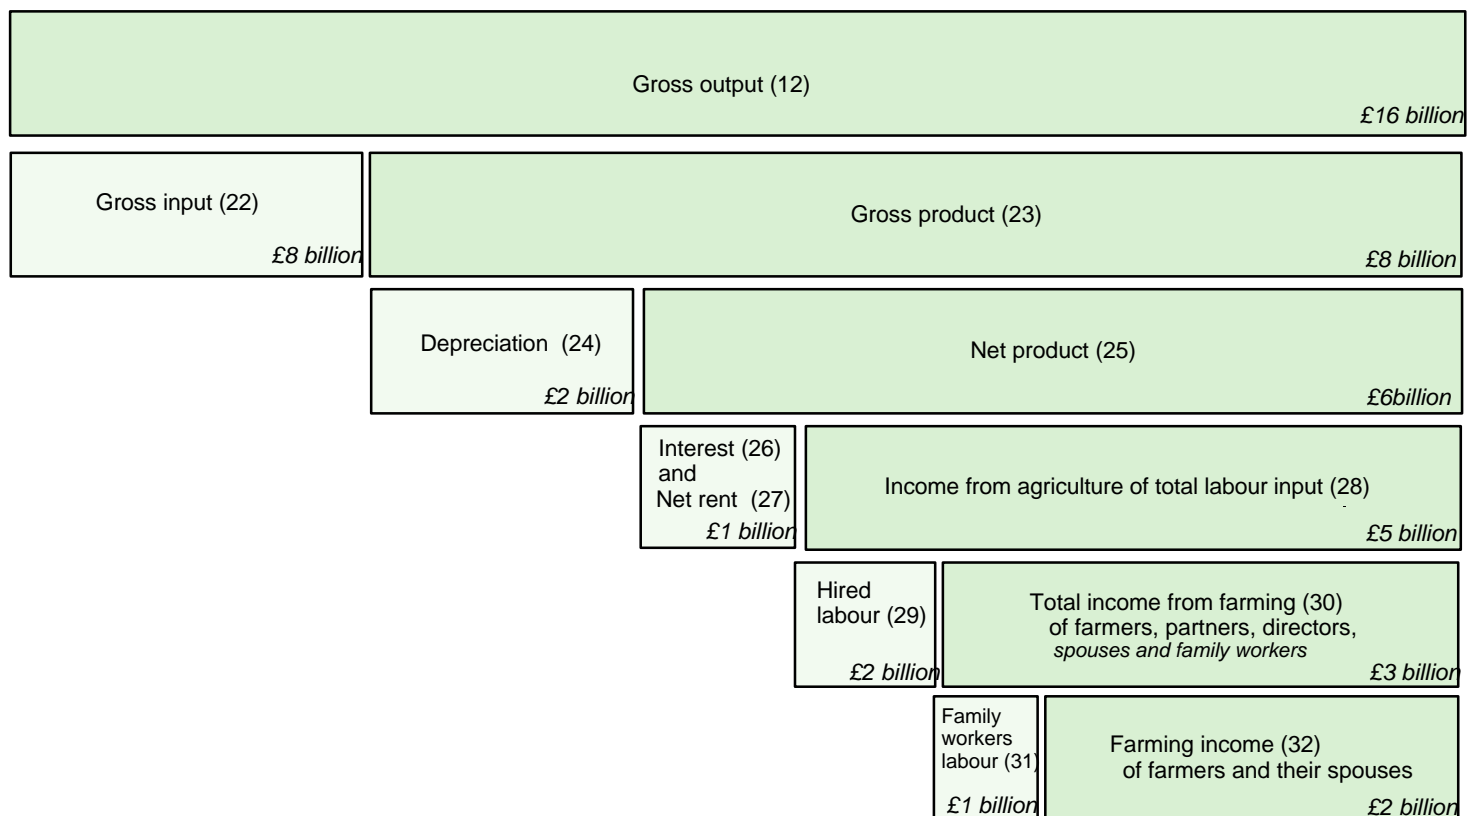 Gross output (12)
£16 billion
Gross input (22)
£8 billion
Gross product (23)
£8 billion
Depreciation  (24)
£2 billion
Net product (25)
£6billion
Interest (26)
and
Net rent  (27)
£1 billion
Income from agriculture of total labour input (28)
£5 billion
Hired
labour (29)
£2 billion
Total income from farming (30)
of farmers, partners, directors,
spouses and family workers
£3 billion
Family
workers
labour (31)
£1 billion
Farming income (32)
of farmers and their spouses
£2 billion